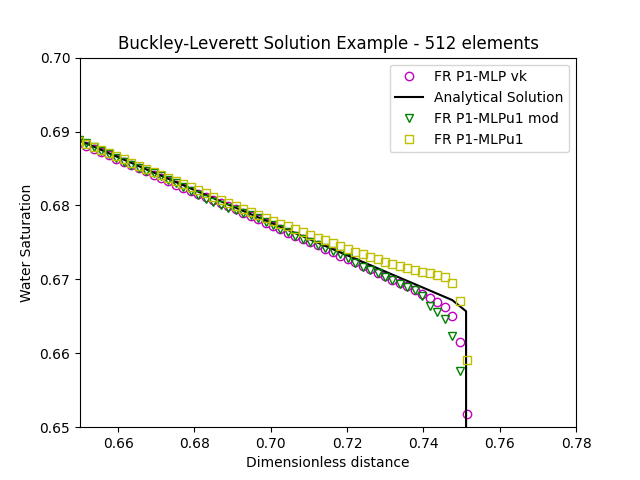 Buckley-Leverett Solution Example - 512 elements
FR P1-MLP vk
Analytical Solution
FR P1-MLPu1 mod
FR P1-MLPu1
Water Saturation
0.70
0.69
0.68
0.67
0.66
0.65
0.66 0.68 0.70 0.72 0.74 0.76 0.78
Dimensionless distance